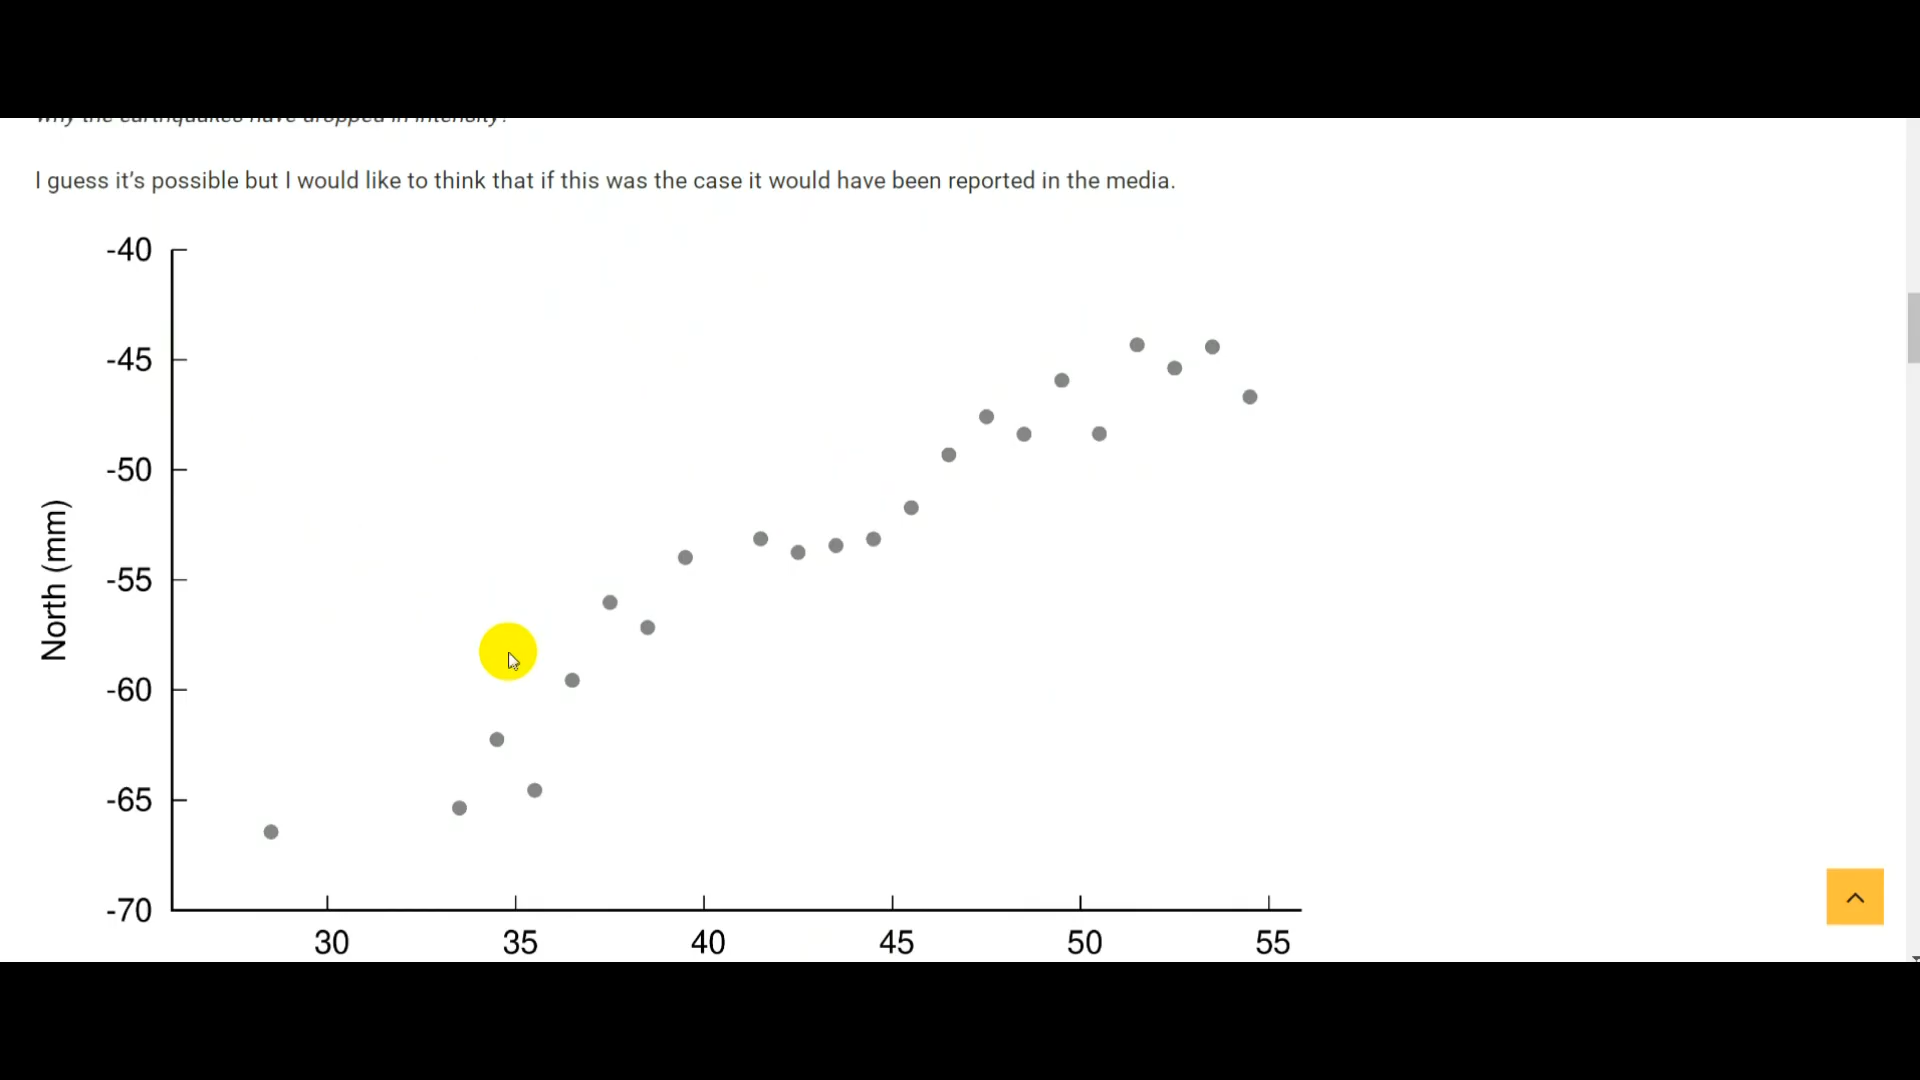 why the earthquakes have dropped in intensity?
I guess it’s possible but I would like to think that if this was the case it would have been reported in the media.
-40
-45
-50
-55
-60
-65
-70
North (mm)
30 35 40 45 50 55